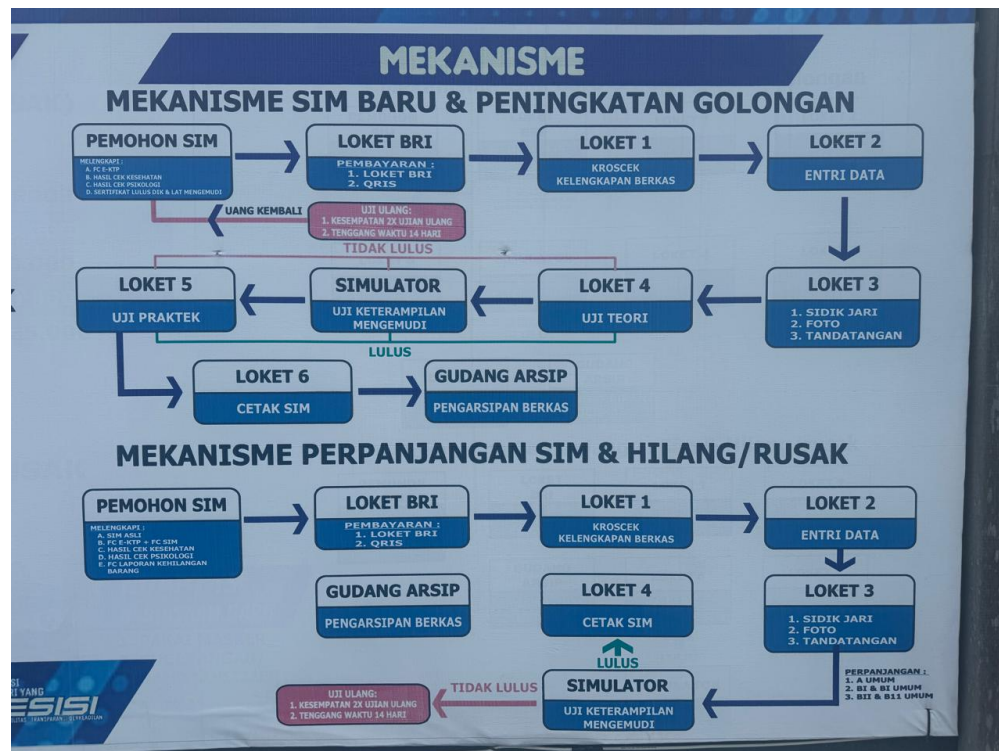 MEKANISME
MEKANISME SIM BARU & PENINGKATAN GOLONGAN
PEMOHON SIM
MELENGKAPI :
A. FC E-KTP
B. HASIL CEK KESEHATAN
C. HASIL CEK PSIKOLOGI
D. SERTIFIKAT LULUS DIK & LAT MENGEMUDI
LOKET BRI
PEMBAYARAN :
1. LOKET BRI
2. QRIS
LOKET 1
KROSCEK
KELENGKAPAN BERKAS
LOKET 2
ENTRI DATA
UANG KEMBALI
UJI ULANG:
1. KESEMPATAN 2X UJIAN ULANG
2. TENGGANG WAKTU 14 HARI
TIDAK LULUS
LOKET 5
UJI PRAKTEK
SIMULATOR
UJI KETERAMPILAN
MENGEMUDI
LOKET 4
UJI TEORI
LOKET 3
1. SIDIK JARI
2. FOTO
3. TANDATANGAN
LULUS
LOKET 6
CETAK SIM
GUDANG ARSIP
PENGARSIPAN BERKAS
MEKANISME PERPANJANGAN SIM & HILANG/RUSAK
PEMOHON SIM
MELENGKAPI :
A. SIM ASLI
B. FC E-KTP + FC SIM
C. HASIL CEK KESEHATAN
D. HASIL CEK PSIKOLOGI
E. FC LAPORAN KEHILANGAN
BARANG
LOKET BRI
PEMBAYARAN :
1. LOKET BRI
2. QRIS
LOKET 1
KROSCEK
KELENGKAPAN BERKAS
LOKET 2
ENTRI DATA
GUDANG ARSIP
PENGARSIPAN BERKAS
LOKET 4
CETAK SIM
LOKET 3
1. SIDIK JARI
2. FOTO
3. TANDATANGAN
LULUS
PERPANJANGAN :
1. A UMUM
2. BI & BI UMUM
3. BII & B11 UMUM
UJI ULANG:
1. KESEMPATAN 2X UJIAN ULANG
2. TENGGANG WAKTU 14 HARI
TIDAK LULUS
SIMULATOR
UJI KETERAMPILAN
MENGEMUDI
SI
RI YANG
ESISI
TRANSPARAN BERKEADILAN